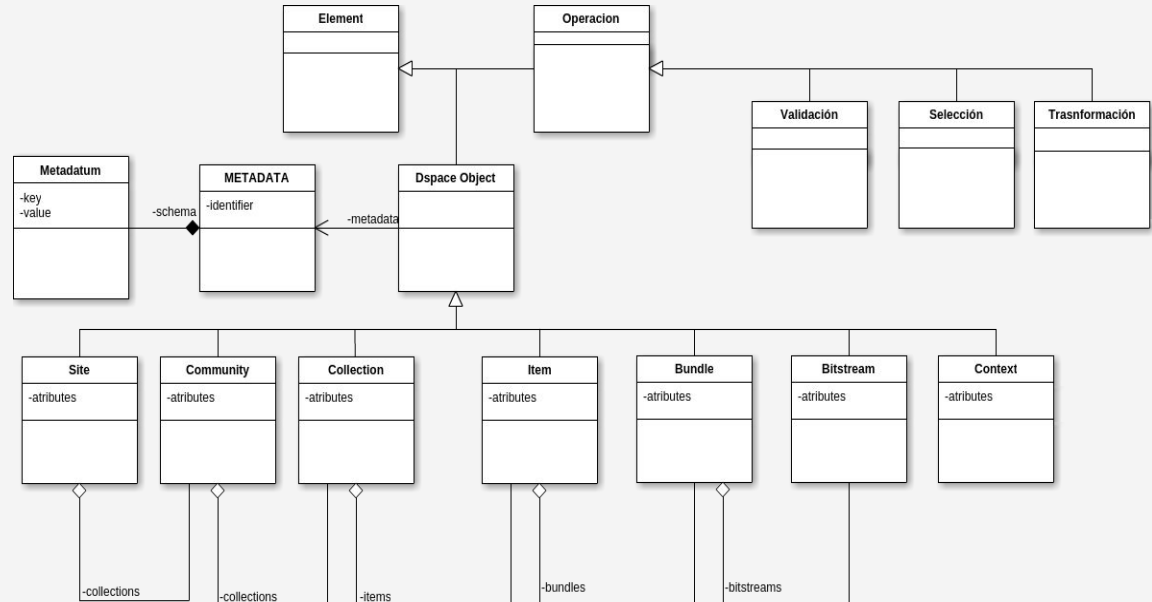 Element
Operacion
Validación
Selección
Trasnformación
Metadatum
-key
-value
-schema
METADATA
-identifier
-metadata
Dspace Object
Site
-atributes
Community
-atributes
Collection
-atributes
Item
-atributes
Bundle
-atributes
Bitstream
-atributes
Context
-atributes
-collections
-collections
-items
-bundles
-bitstreams